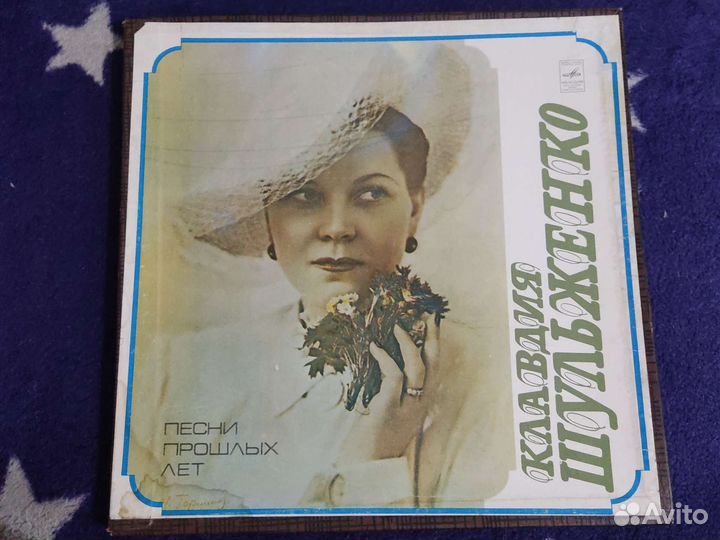 КЛАВДИЯ
ШУЛЬЖЕНКО
ПЕСНИ
ПРОШЛЫХ
ЛЕТ
Avito